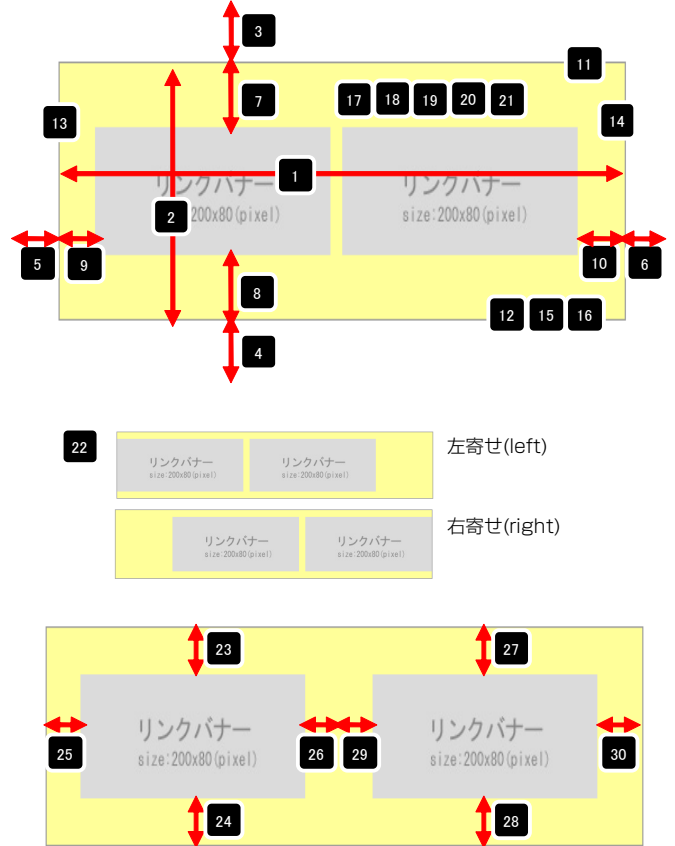 3
11
7
17 18 19 20 21
13
14
リンクバナー
リンクバナー
1
2
200x80(pixel)
size:200x80(pixel)
5
9
10
6
8
12 15 16
4
22
リンクバナー
size:200x80(pixel)
リンクバナー
size:200x80(pixel)
左寄せ(left)
リンクバナー
size:200x80(pixel)
リンクバナー
size:200x80(pixel)
右寄せ(right)
23
27
リンクバナー
size:200x80(pixel)
リンクバナー
size:200x80(pixel)
25
26
29
30
24
28